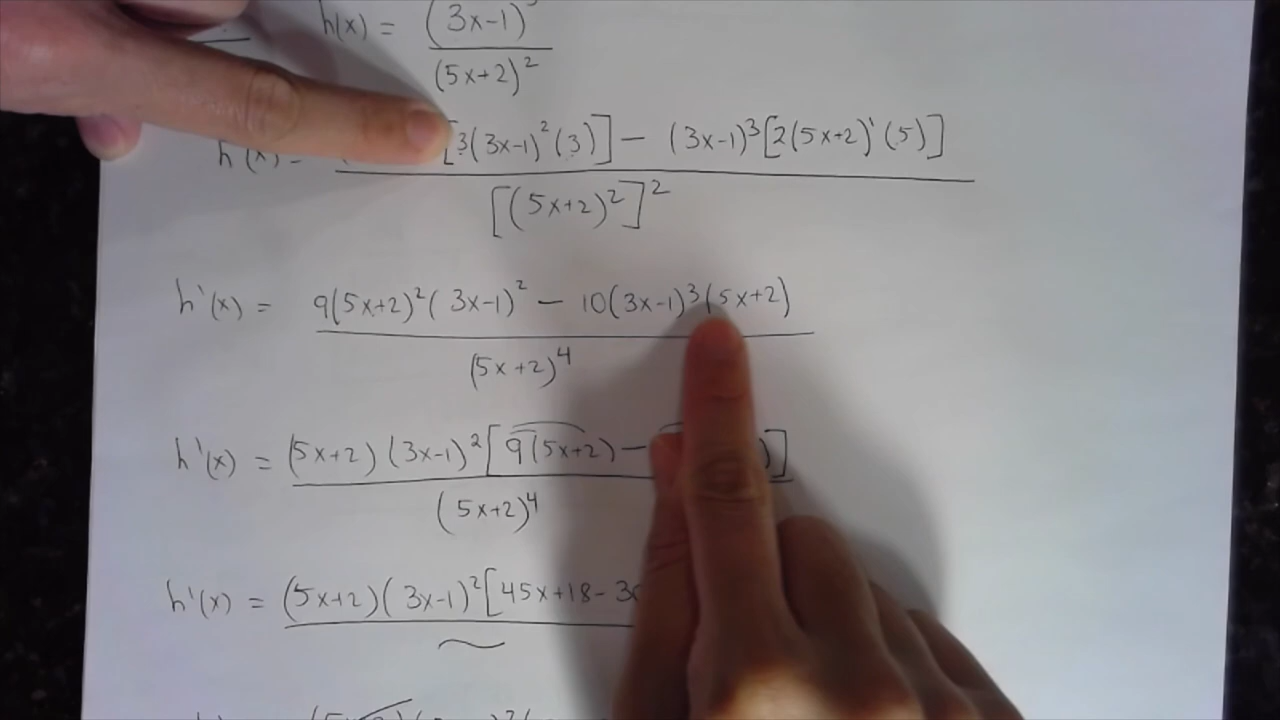 h(x) = (3x-1)
(5x+2)²
h'(x) = [3(3x-1)²(3)] - (3x-1)³[2(5x+2)¹(5)]
[(5x+2)²]²
h'(x) = 9(5x+2)²(3x-1)² - 10(3x-1)³(5x+2)
(5x+2)⁴
h'(x) = (5x+2)(3x-1)²[9(5x+2) - )]
(5x+2)⁴
h'(x) = (5x+2)(3x-1)²[45x+18-30